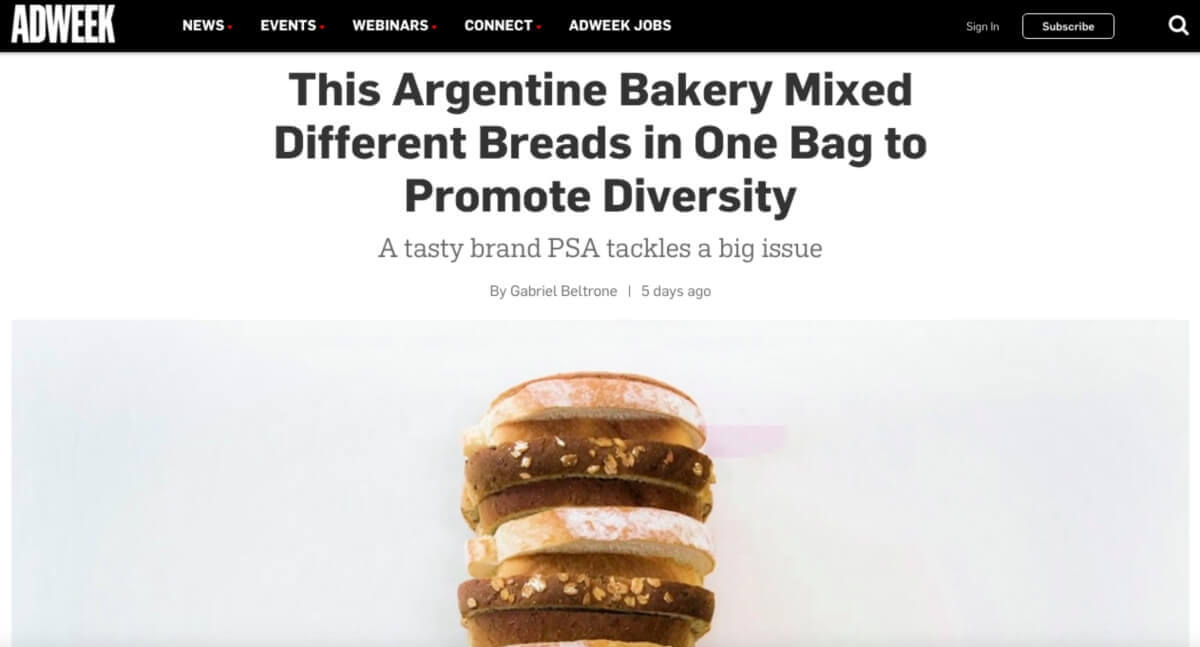 ADWEEK NEWS EVENTS WEBINARS CONNECT ADWEEK JOBS Sign In Subscribe
This Argentine Bakery Mixed
Different Breads in One Bag to
Promote Diversity
A tasty brand PSA tackles a big issue
By Gabriel Beltrone | 5 days ago